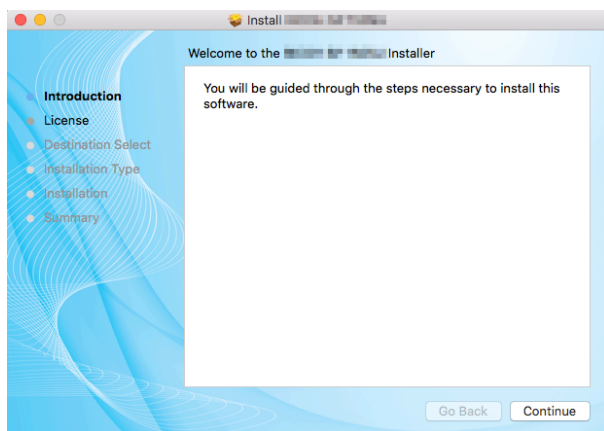 Install
Welcome to the Installer
Introduction
License
Destination Select
Installation Type
Installation
Summary
You will be guided through the steps necessary to install this
software.
Go Back
Continue